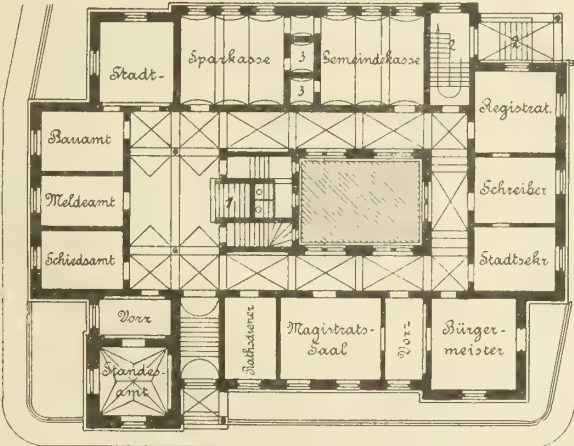 Stadt-
Sparkasse
3
3
Gemeindekasse
2
2
Registrat.
Bauamt
Meldeamt
Schiedsamt
1
Schreiber
Stadtsekr
Vorz
Standes-
amt
Rathsdiener
Magistrats-
Saal
Vorz
Bürger-
meister